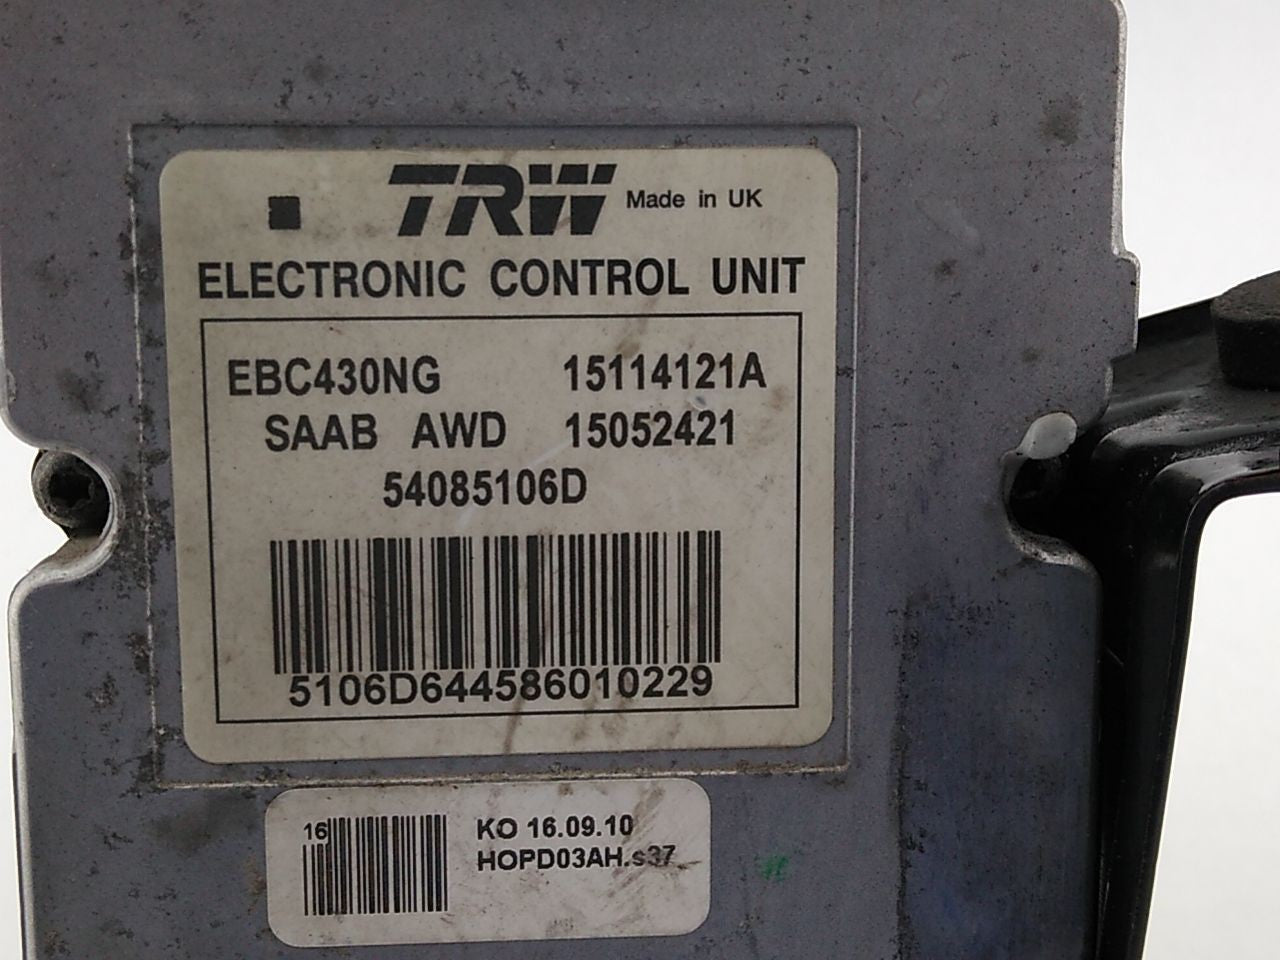 TRW Made in UK
ELECTRONIC CONTROL UNIT
EBC430NG 15114121A
SAAB AWD 15052421
54085106D
5106D644586010229
16 KO 16.09.10
HOPD03AH.s37